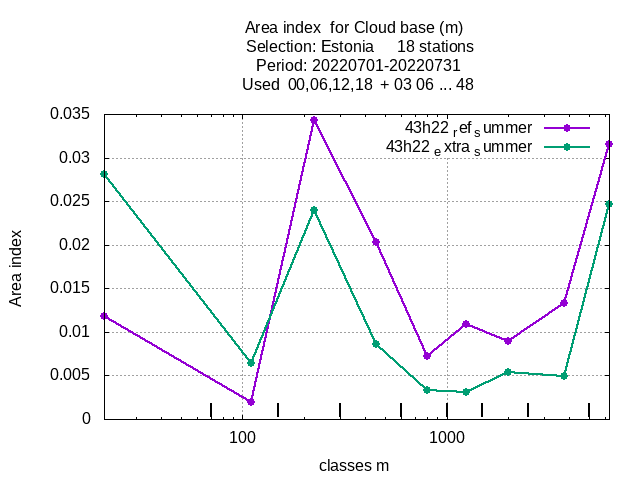 Area index  for Cloud base (m)
Selection: Estonia     18 stations
Period: 20220701-20220731
Used  00,06,12,18  + 03 06 ... 48
43h22 ref summer
43h22 extra summer
0.035
0.03
0.025
0.02
0.015
0.01
0.005
0
Area index
100 1000
classes m